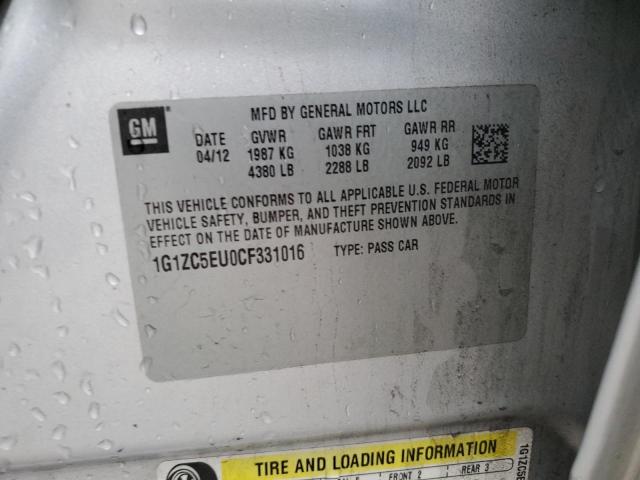 GM
MFD BY GENERAL MOTORS LLC
DATE GVWR GAWR FRT GAWR RR
04/12 1987 KG 1038 KG 949 KG
4380 LB 2288 LB 2092 LB
THIS VEHICLE CONFORMS TO ALL APPLICABLE U.S. FEDERAL MOTOR
VEHICLE SAFETY, BUMPER, AND THEFT PREVENTION STANDARDS IN
EFFECT ON THE DATE OF MANUFACTURE SHOWN ABOVE.
1G1ZC5EU0CF331016 TYPE: PASS CAR
TIRE AND LOADING INFORMATION
FRONT 2 REAR 3